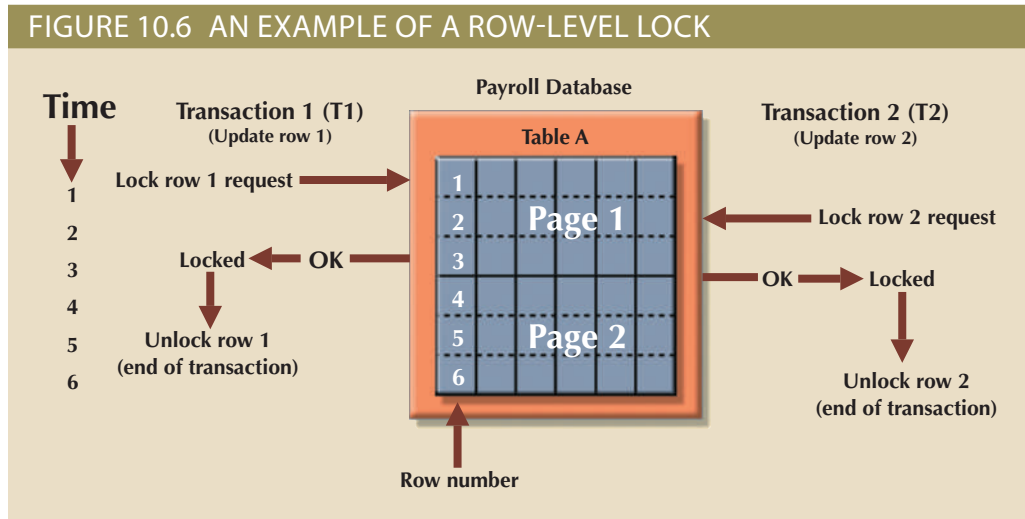 FIGURE 10.6 AN EXAMPLE OF A ROW-LEVEL LOCK
Payroll Database
Time
Transaction 1 (T1)
(Update row 1)
Table A
Transaction 2 (T2)
(Update row 2)
1
2
3
4
5
6
Lock row 1 request
Locked
OK
Unlock row 1
(end of transaction)
1
2
3
4
5
6
Page 1
Page 2
Row number
Lock row 2 request
OK
Locked
Unlock row 2
(end of transaction)